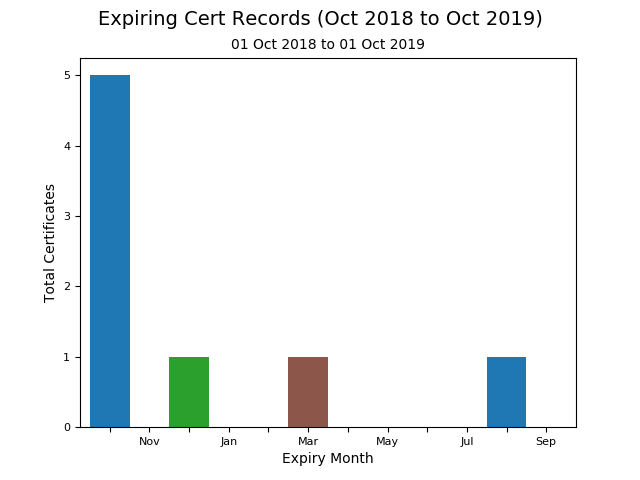 Expiring Cert Records (Oct 2018 to Oct 2019)
01 Oct 2018 to 01 Oct 2019
Total Certificates
5
4
3
2
1
0
Nov Jan Mar May Jul Sep
Expiry Month